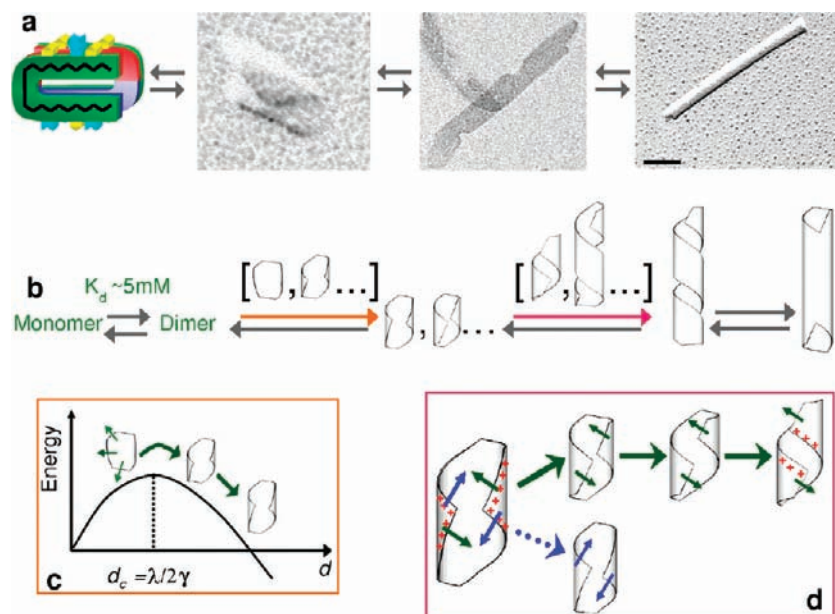 a
b
K_d ~5mM
Monomer
Dimer
[ , ...]
, ...
[ , ...]
Energy
d
d_c = λ/2γ
c
d